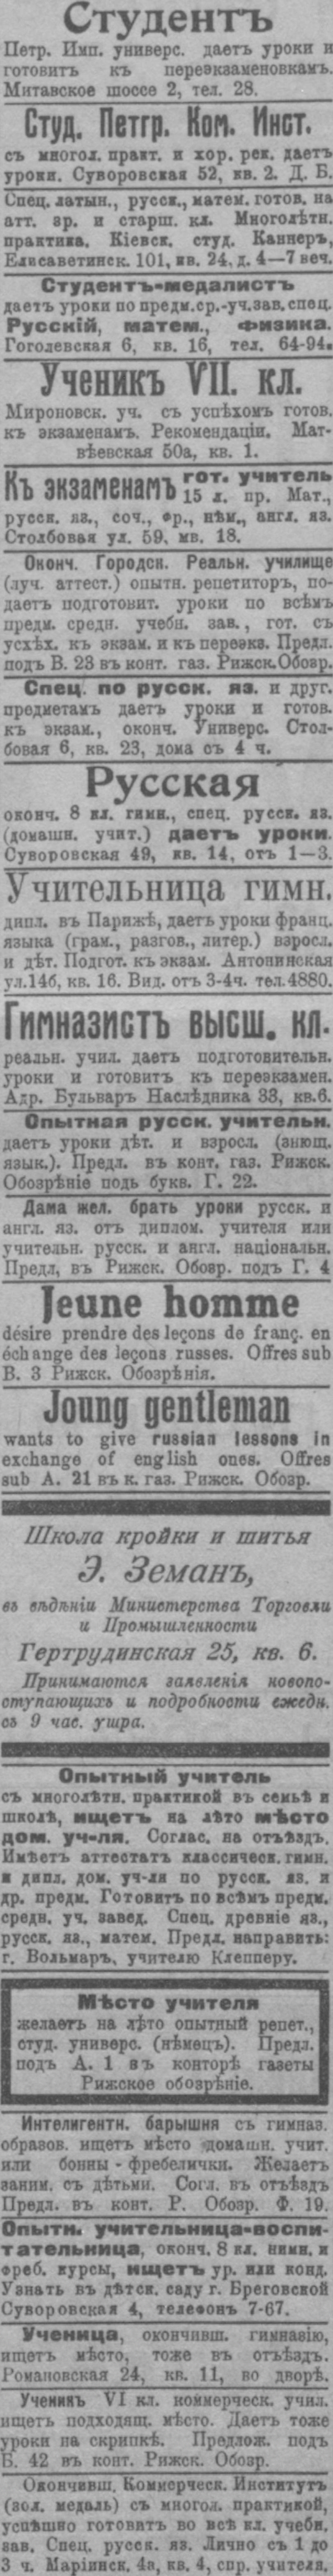 Студентъ
Петр. Имп. универс. даетъ уроки и
готовитъ къ переэкзаменовкамъ.
Митавское шоссе 2, тел. 28.
Студ. Петгр. Ком. Инст.
съ многол. практ. и хор. рек. даетъ
уроки. Суворовская 52, кв. 2. Д. Б.
Спец. латын., русск., матем. готов. на
атт. зр. и старш. кл. Многолѣтн.
практика. Кіевск. студ. Каннеръ,
Елисаветинск. 101, кв. 24, д. 4—7 веч.
Студентъ-медалистъ
даетъ уроки по предм. ср.-уч. зав. спец.
Русскій, матем., физика.
Гоголевская 6, кв. 16, тел. 64-94.
Ученикъ VII. кл.
Мироновск. уч. съ успѣхомъ готов.
къ экзаменамъ. Рекомендаціи. Мат-
вѣевская 50а, кв. 1.
Къ экзаменамъ гот. учитель
15 л. пр. Мат.,
русск. яз., соч., фр., нѣм., англ. яз.
Столбовая ул. 59, кв. 18.
Оконч. Городск. Реальн. училище
(луч. аттест.) опытн. репетиторъ, по-
даетъ подготовит. уроки по всѣмъ
предм. средн. учебн. зав., гот. съ
усхѣх. къ экзам. и къ переэкз. Предл.
подъ В. 23 въ конт. газ. Рижск. Обозр.
Спец. по русск. яз. и друг.
предметамъ даетъ уроки и готов.
къ экзам., оконч. Универс. Стол-
бовая 6, кв. 23, дома съ 4 ч.
Русская
оконч. 8 кл. гимн., спец. русск. яз.
(домашн. учит.) даетъ уроки.
Суворовская 49, кв. 14, отъ 1—3.
Учительница гимн.
дипл. въ Парижѣ, даетъ уроки франц.
языка (грам., разгов., литер.) взросл.
и дѣт. Подгот. къ экзам. Антонинская
ул. 14б, кв. 16. Вид. отъ 3-4ч. тел. 4880.
Гимназистъ высш. кл.
реальн. учил. даетъ подготовительн.
уроки и готовитъ къ переэкзамен.
Адр. Бульваръ Наслѣдника 33, кв. 6.
Опытная русск. учительн.
даетъ уроки дѣт. и взросл. (знющ.
язык.). Предл. въ конт. газ. Рижск.
Обозрѣніе подъ букв. Г. 22.
Дама жел. брать уроки русск. и
англ. яз. отъ диплом. учителя или
учительн. русск. и англ. національн.
Предл, въ Рижск. Обозр. подъ Г. 4
Jeune homme
désire prendre des leçons de franç. en
échange des leçons russes. Offres sub
B. 3 Рижск. Обозрѣнія.
Joung gentleman
wants to give russian lessons in
exchange of english ones. Offres
sub A. 21 въ к. газ. Рижск. Обозр.
Школа кройки и шитья
Э. Земанъ,
въ вѣдѣніи Министерства Торговли
и Промышленности
Гертрудинская 25, кв. 6.
Принимаются заявленія новопо-
ступающихъ и подробности ежедн.
съ 9 час. утра.
Опытный учитель
съ многолѣтн. практикой въ семьѣ и
школѣ, ищетъ на лѣто мѣсто
дом. уч-ля. Соглас. на отъѣздъ.
Имѣетъ аттестатъ классическ. гимн.
и дипл. дом. уч-ля по русск. яз. и
др. предм. Готовитъ по всѣмъ предм.
средн. уч. завед. Спец. древніе яз.,
русск. яз., матем. Предл. направить:
г. Вольмаръ, учителю Клепперу.
Мѣсто учителя
желаетъ на лѣто опытный репет.,
студ. универс. (нѣмецъ). Предл.
подъ А. 1 въ конторѣ газеты
Рижское обозрѣніе.
Интелигентн. барышня съ гимназ.
образов. ищетъ мѣсто домашн. учит.
или бонны - фребелички. Желаетъ
заним. съ дѣтьми. Согл. въ отъѣздъ
Предл. въ конт. Р. Обозр. Ф. 19.
Опытн. учительница-воспи-
тательница, оконч. 8 кл. гимн. и
фреб. курсы, ищетъ ур. или конд.
Узнать въ дѣтск. саду г. Бреговской
Суворовская 4, телефонъ 7-67.
Ученица, окончивш. гимназію,
ищетъ мѣсто, тоже въ отъѣздъ.
Романовская 24, кв. 11, во дворѣ.
Ученикъ VI кл. коммерческ. учил.
ищетъ подходящ. мѣсто. Даетъ тоже
уроки на скрипкѣ. Предлож. подъ
Б. 42 въ конт. Рижск. Обозр.
Окончивш. Коммерческ. Институтъ
(зол. медаль) съ многол. практикой,
успѣшно готовитъ во всѣ кл. учебн.
зав. Спец. русск. яз. Лично съ 1 до
3 ч. Маріинск. 4а, кв. 4, спр. учителя